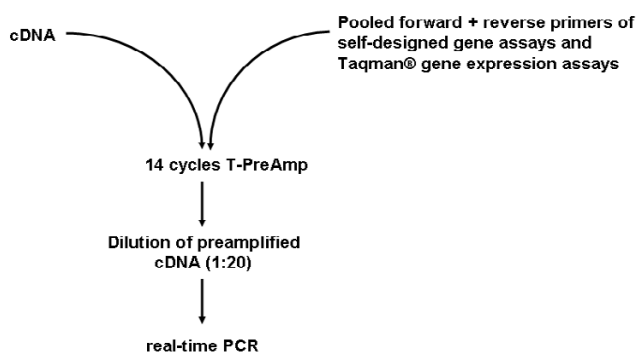 cDNA
Pooled forward + reverse primers of
self-designed gene assays and
Taqman® gene expression assays
14 cycles T-PreAmp
Dilution of preamplified
cDNA (1:20)
real-time PCR